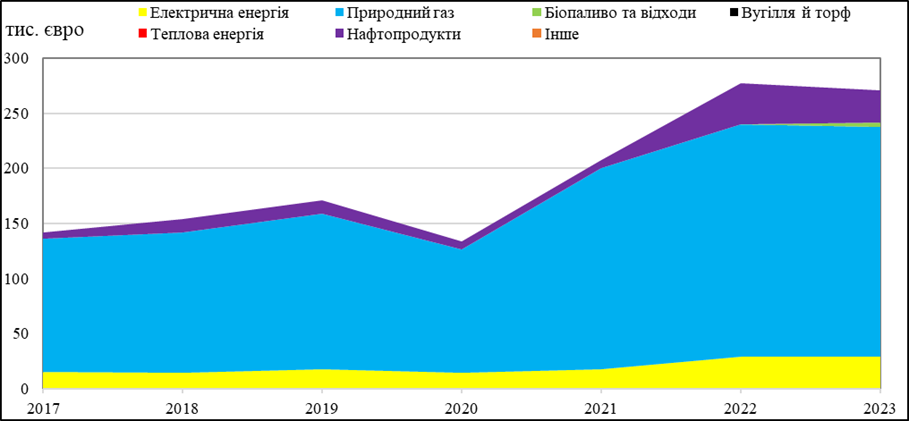 Електрична енергія Природний газ Біопаливо та відходи Вугілля й торф
Теплова енергія Нафтопродукти Інше
тис. євро
300
250
200
150
100
50
0
2017 2018 2019 2020 2021 2022 2023